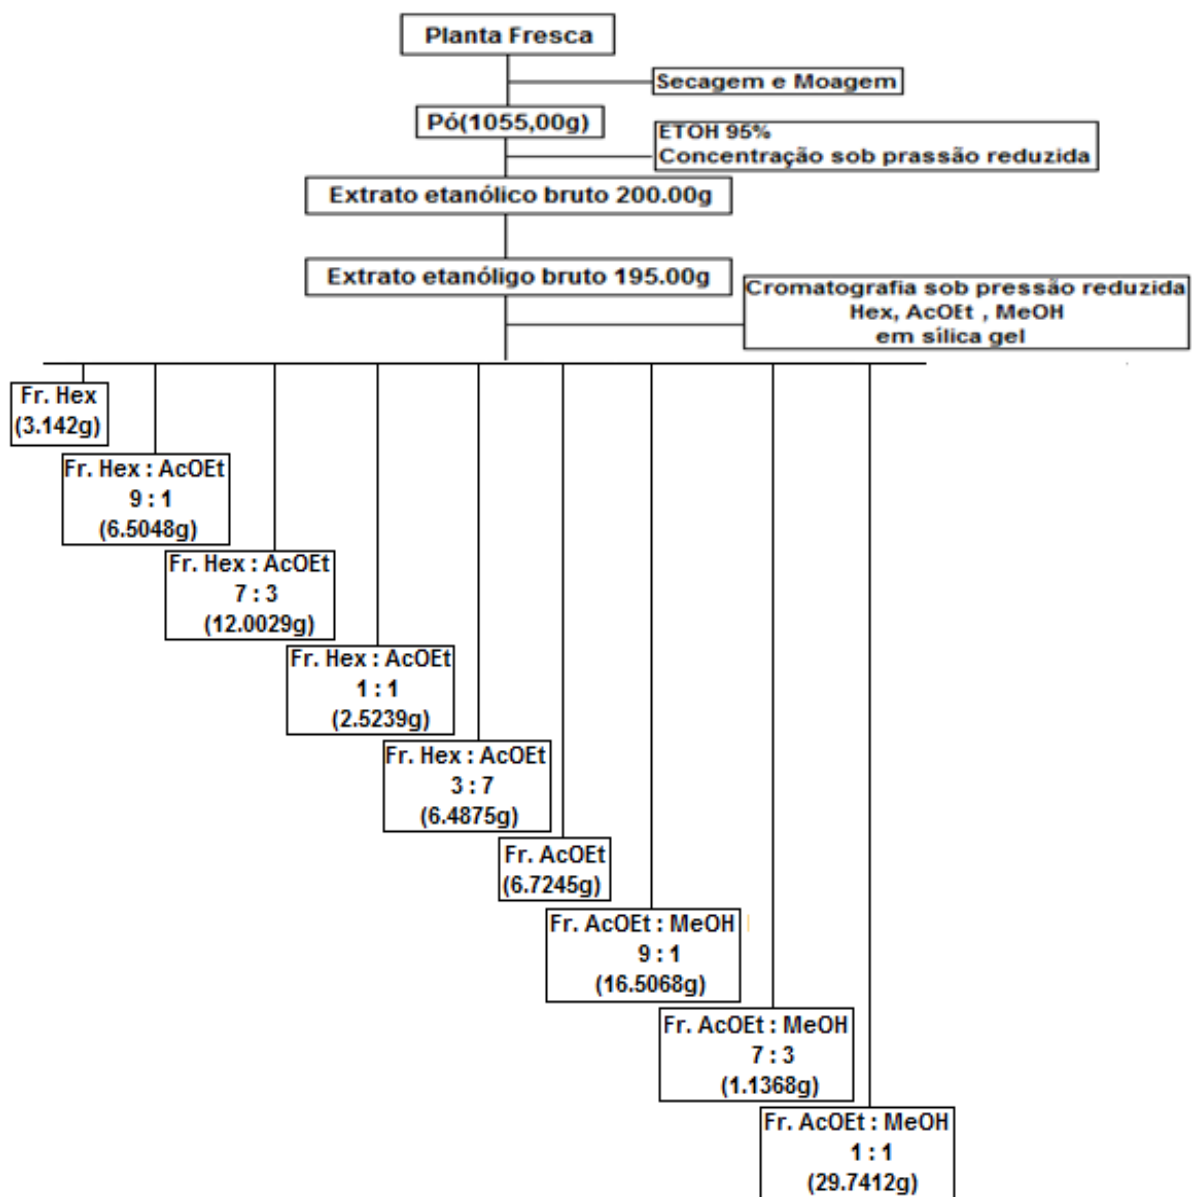 Planta Fresca
Secagem e Moagem
Pó(1055,00g)
ETOH 95%
Concentração sob prassão reduzida
Extrato etanólico bruto 200.00g
Extrato etanóligo bruto 195.00g
Cromatografia sob pressão reduzida
Hex, AcOEt , MeOH
em sílica gel
Fr. Hex
(3.142g)
Fr. Hex : AcOEt
9 : 1
(6.5048g)
Fr. Hex : AcOEt
7 : 3
(12.0029g)
Fr. Hex : AcOEt
1 : 1
(2.5239g)
Fr. Hex : AcOEt
3 : 7
(6.4875g)
Fr. AcOEt
(6.7245g)
Fr. AcOEt : MeOH
9 : 1
(16.5068g)
Fr. AcOEt : MeOH
7 : 3
(1.1368g)
Fr. AcOEt : MeOH
1 : 1
(29.7412g)